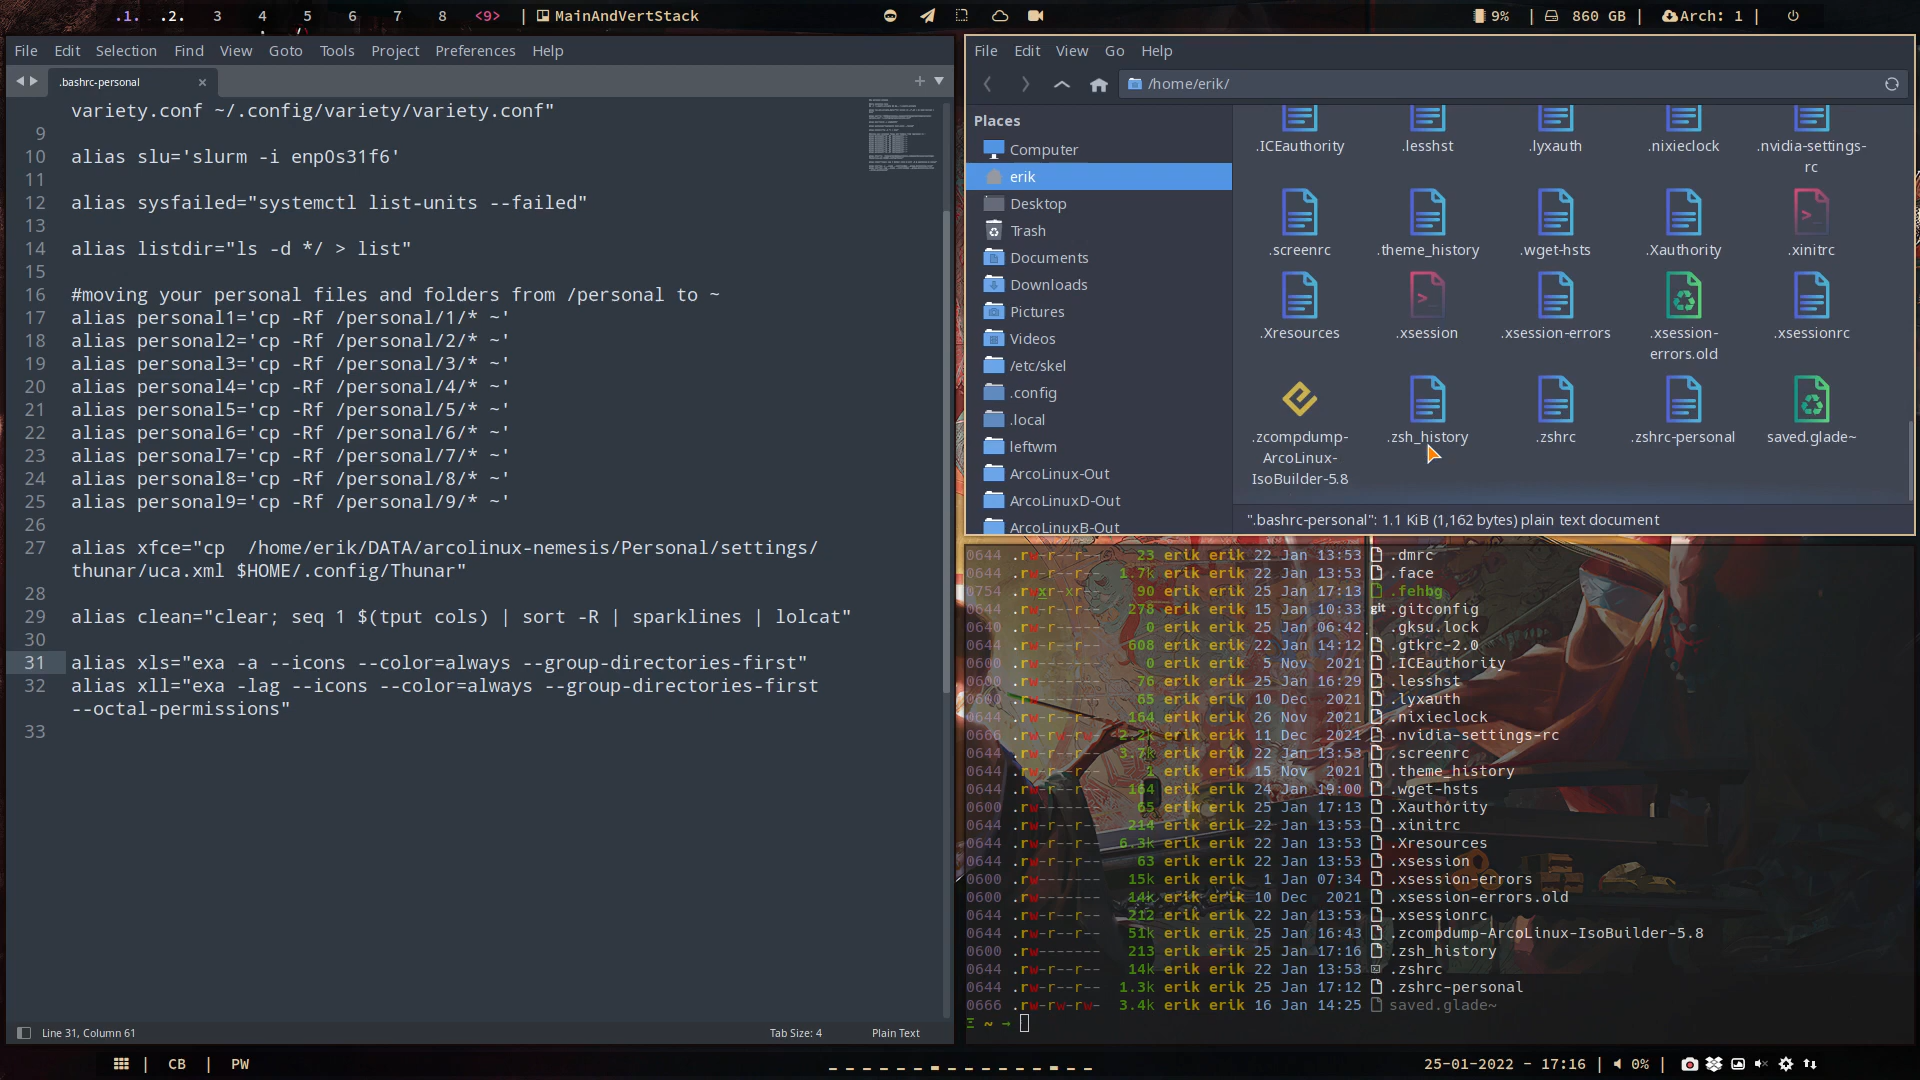 .1. .2. 3 4 5 6 7 8 <9> | MainAndVertStack
9% | 860 GB | Arch: 1 |
File Edit Selection Find View Goto Tools Project Preferences Help
.bashrc-personal
variety.conf ~/.config/variety/variety.conf"
9
10 alias slu='slurm -i enp0s31f6'
11
12 alias sysfailed="systemctl list-units --failed"
13
14 alias listdir="ls -d */ > list"
15
16 #moving your personal files and folders from /personal to ~
17 alias personal1='cp -Rf /personal/1/* ~'
18 alias personal2='cp -Rf /personal/2/* ~'
19 alias personal3='cp -Rf /personal/3/* ~'
20 alias personal4='cp -Rf /personal/4/* ~'
21 alias personal5='cp -Rf /personal/5/* ~'
22 alias personal6='cp -Rf /personal/6/* ~'
23 alias personal7='cp -Rf /personal/7/* ~'
24 alias personal8='cp -Rf /personal/8/* ~'
25 alias personal9='cp -Rf /personal/9/* ~'
26
27 alias xfce="cp  /home/erik/DATA/arcolinux-nemesis/Personal/settings/
thunar/uca.xml $HOME/.config/Thunar"
28
29 alias clean="clear; seq 1 $(tput cols) | sort -R | sparklines | lolcat"
30
31 alias xls="exa -a --icons --color=always --group-directories-first"
32 alias xll="exa -lag --icons --color=always --group-directories-first
--octal-permissions"
33
Line 31, Column 61
Tab Size: 4
Plain Text
File Edit View Go Help
/home/erik/
Places
Computer
erik
Desktop
Trash
Documents
Downloads
Pictures
Videos
/etc/skel
.config
.local
leftwm
ArcoLinux-Out
ArcoLinuxD-Out
ArcoLinuxB-Out
.ICEauthority .lesshst .lyxauth .nixieclock .nvidia-settings-
rc
.screenrc .theme_history .wget-hsts .Xauthority .xinitrc
.Xresources .xsession .xsession-errors .xsession- .xsessionrc
errors.old
.zcompdump- .zsh_history .zshrc .zshrc-personal saved.glade~
ArcoLinux-
IsoBuilder-5.8
".bashrc-personal": 1.1 KiB (1,162 bytes) plain text document
0644 .rw-r--r-- 23 erik erik 22 Jan 13:53 .dmrc
0644 .rw-r--r-- 1.7k erik erik 22 Jan 13:53 .face
0754 .rwxr-xr-- 90 erik erik 25 Jan 17:13 .fehbg
0644 .rw-r--r-- 278 erik erik 15 Jan 10:33 git .gitconfig
0640 .rw-r----- 0 erik erik 25 Jan 06:42 .gksu.lock
0644 .rw-r--r-- 608 erik erik 22 Jan 14:12 .gtkrc-2.0
0600 .rw------- 0 erik erik 5 Nov 2021 .ICEauthority
0600 .rw------- 76 erik erik 25 Jan 16:29 .lesshst
0600 .rw------- 65 erik erik 10 Dec 2021 .lyxauth
0644 .rw-r--r-- 164 erik erik 26 Nov 2021 .nixieclock
0666 .rw-rw-rw- 2.2k erik erik 11 Dec 2021 .nvidia-settings-rc
0644 .rw-r--r-- 3.7k erik erik 22 Jan 13:53 .screenrc
0644 .rw-r--r-- 1 erik erik 15 Nov 2021 .theme_history
0644 .rw-r--r-- 164 erik erik 24 Jan 19:00 .wget-hsts
0600 .rw------- 65 erik erik 25 Jan 17:13 .Xauthority
0644 .rw-r--r-- 214 erik erik 22 Jan 13:53 .xinitrc
0644 .rw-r--r-- 6.3k erik erik 22 Jan 13:53 .Xresources
0644 .rw-r--r-- 63 erik erik 22 Jan 13:53 .xsession
0600 .rw------- 15k erik erik 1 Jan 07:34 .xsession-errors
0600 .rw------- 14k erik erik 10 Dec 2021 .xsession-errors.old
0644 .rw-r--r-- 212 erik erik 22 Jan 13:53 .xsessionrc
0644 .rw-r--r-- 51k erik erik 25 Jan 16:43 .zcompdump-ArcoLinux-IsoBuilder-5.8
0600 .rw------- 213 erik erik 25 Jan 17:16 .zsh_history
0644 .rw-r--r-- 14k erik erik 22 Jan 13:53 .zshrc
0644 .rw-r--r-- 1.3k erik erik 25 Jan 17:12 .zshrc-personal
0666 .rw-rw-rw- 3.4k erik erik 16 Jan 14:25 saved.glade~
Ξ ~ →
| CB | PW
25-01-2022 - 17:16 | 0% |